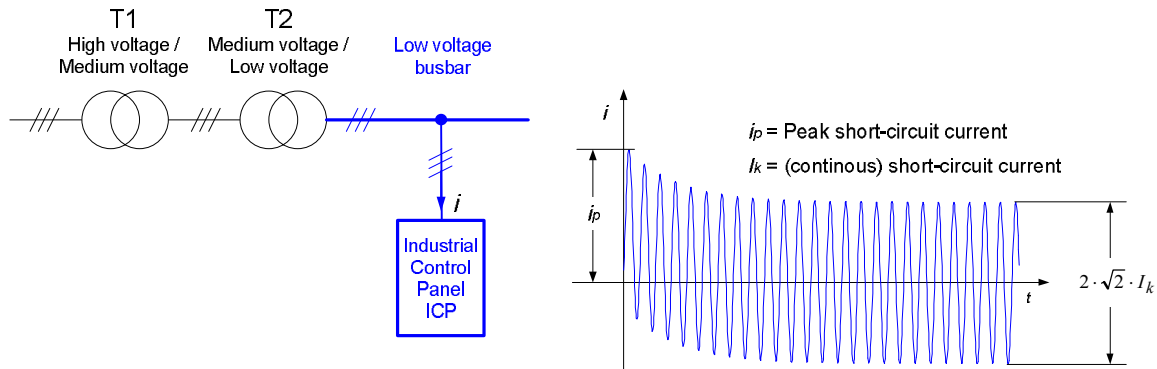 T1
High voltage /
Medium voltage
T2
Medium voltage /
Low voltage
Low voltage
busbar
i
Industrial
Control
Panel
ICP
i
ip = Peak short-circuit current
Ik = (continous) short-circuit current
ip
t
2 · √2 · Ik